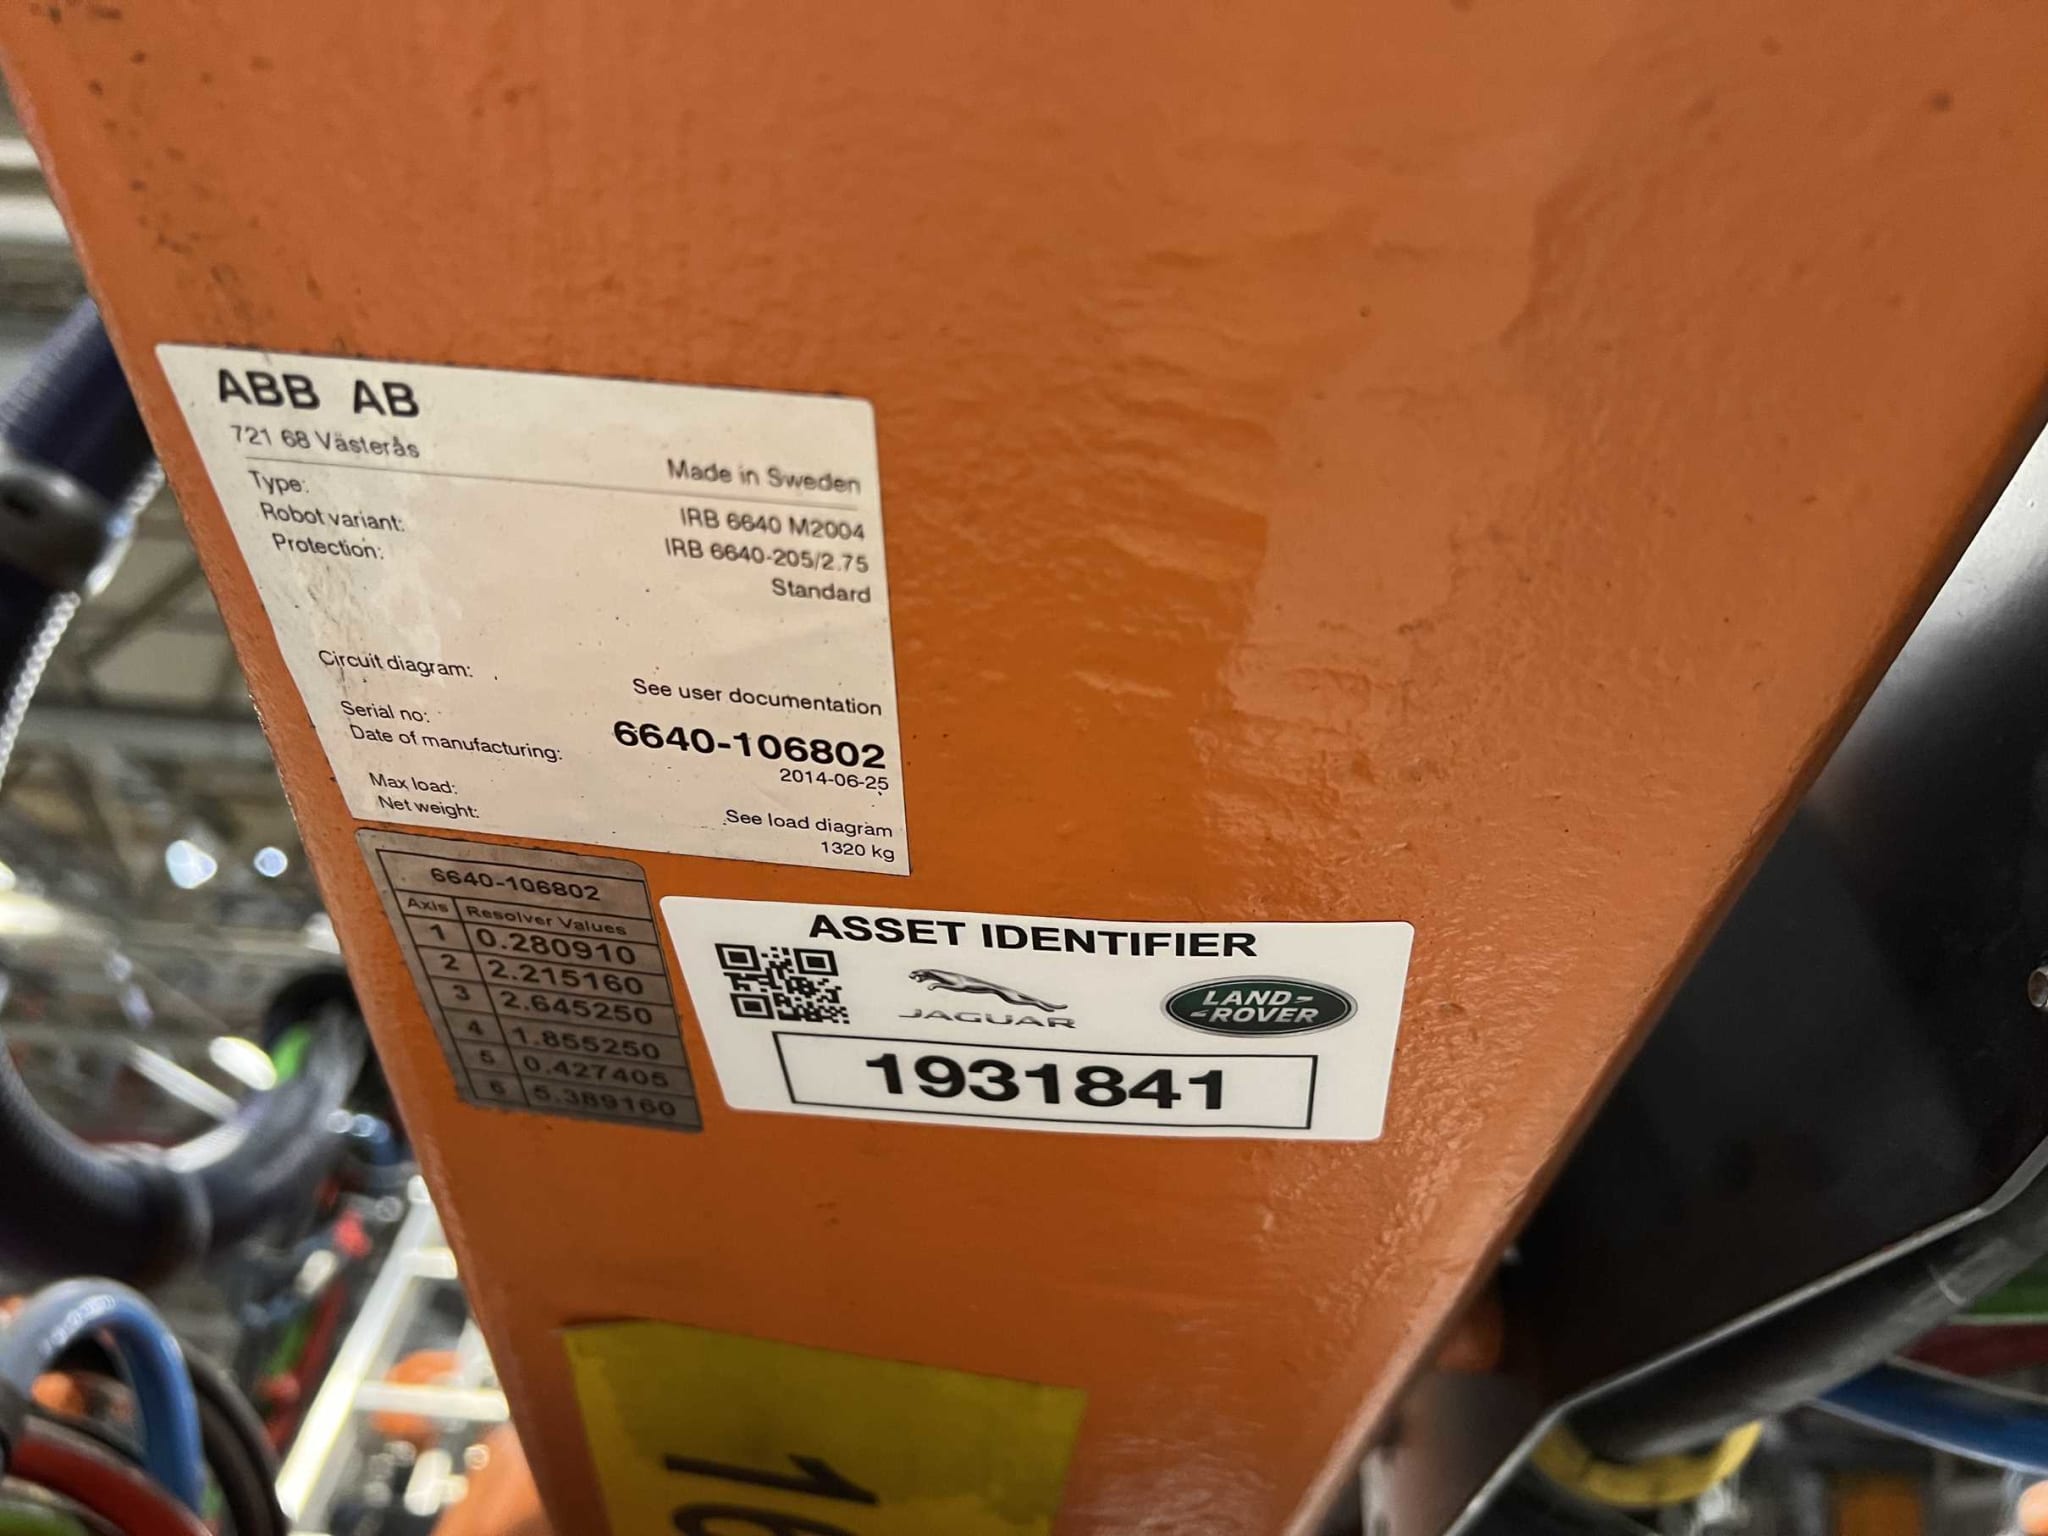 ABB AB
721 68 Västerås
Made in Sweden
Type: IRB 6640 M2004
Robot variant: IRB 6640-205/2.75
Protection: Standard
Circuit diagram: See user documentation
Serial no: 6640-106802
Date of manufacturing: 2014-06-25
Max load: See load diagram
Net weight: 1320 kg
6640-106802
Axis Resolver Values
1 0.280910
2 2.215160
3 2.645250
4 1.855250
5 0.427405
6 5.389160
ASSET IDENTIFIER
JAGUAR
LAND-
-ROVER
1931841